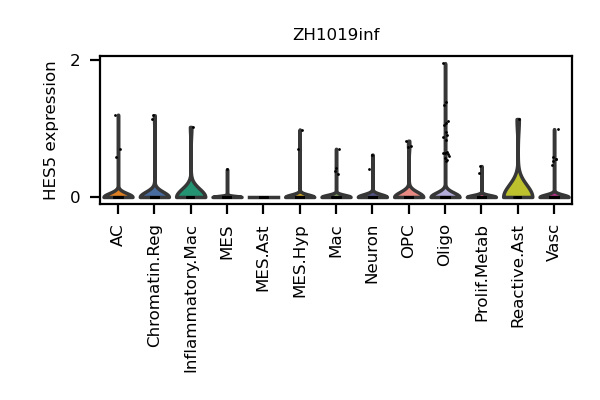 ZH1019inf
HES5 expression
2
0
AC
Chromatin.Reg
Inflammatory.Mac
MES
MES.Ast
MES.Hyp
Mac
Neuron
OPC
Oligo
Prolif.Metab
Reactive.Ast
Vasc